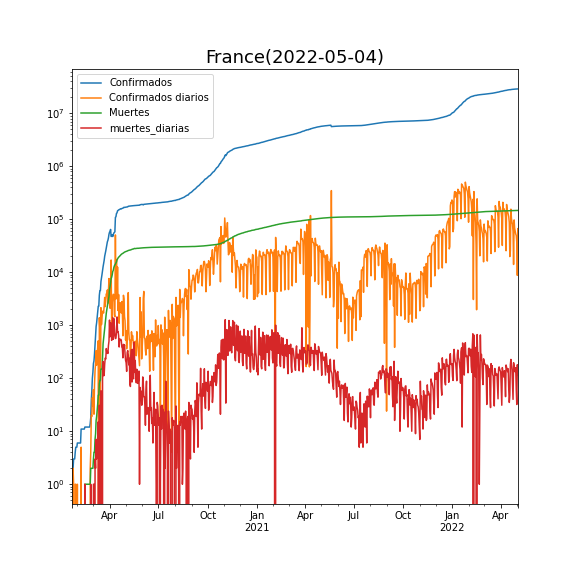 France(2022-05-04)
Confirmados
Confirmados diarios
Muertes
muertes_diarias
10⁷
10⁶
10⁵
10⁴
10³
10²
10¹
10⁰
Apr Jul Oct Jan Apr Jul Oct Jan Apr
2021 2022